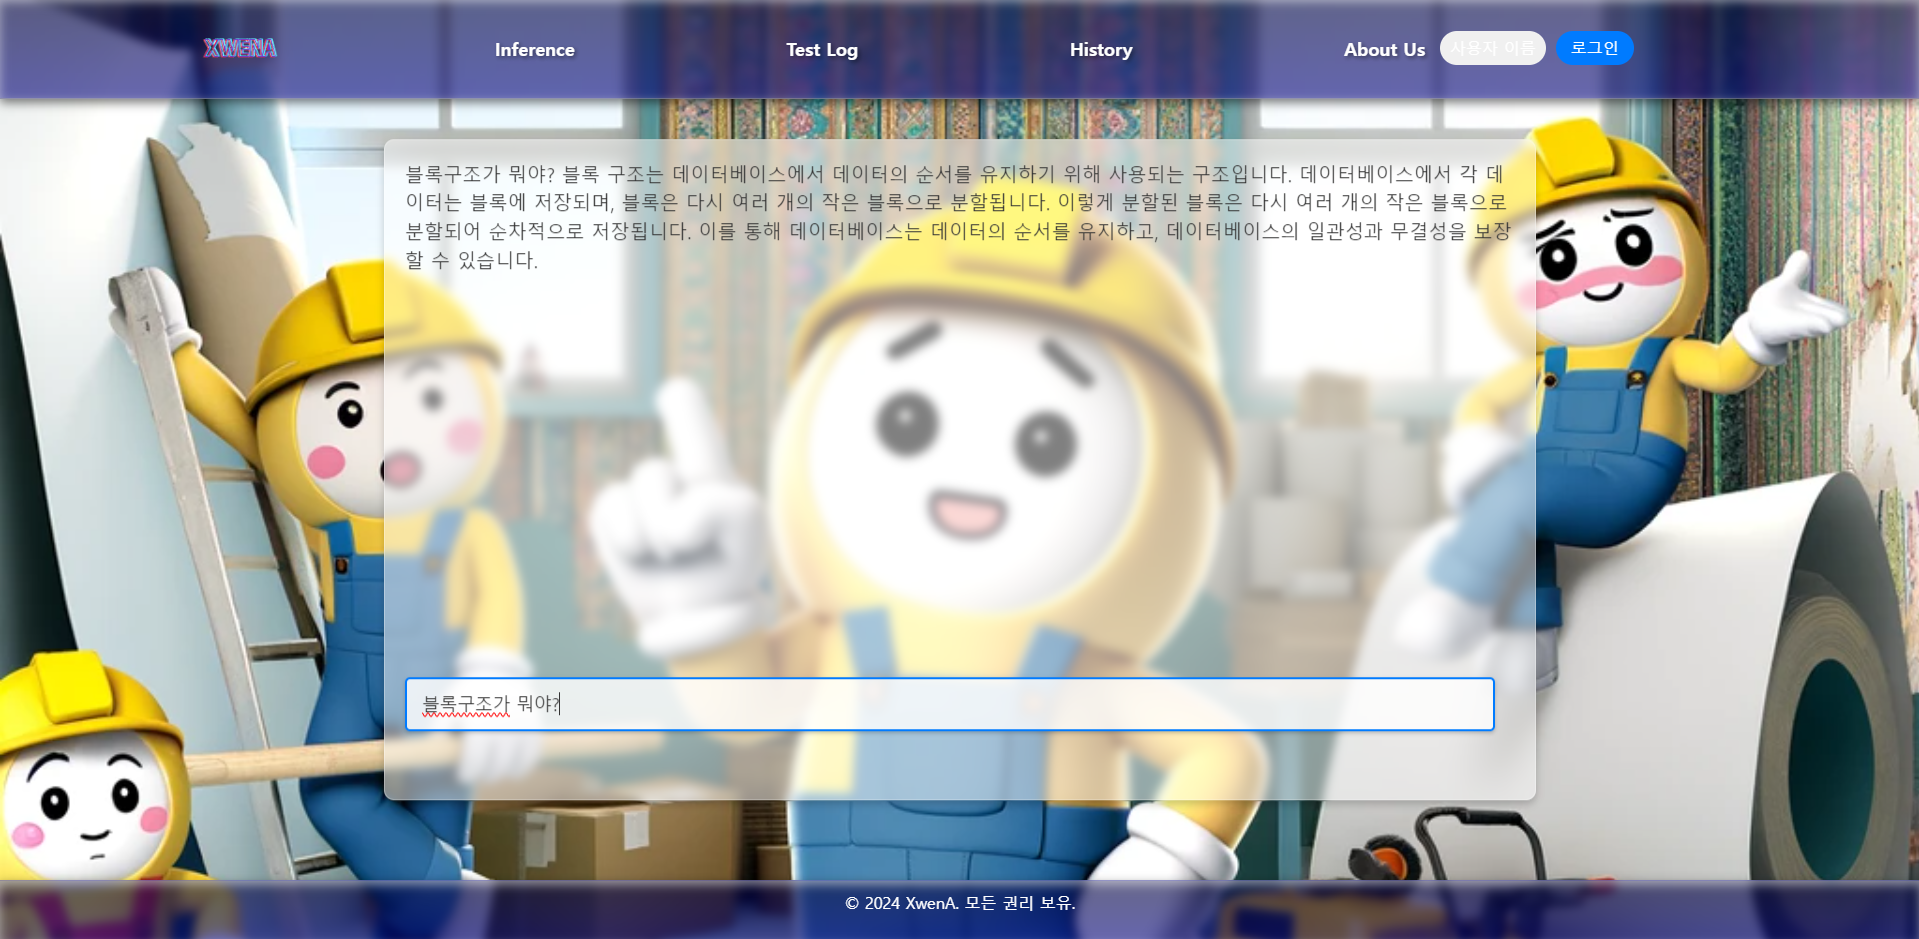 XWENA
Inference
Test Log
History
About Us
사용자 이름
로그인
블록구조가 뭐야? 블록 구조는 데이터베이스에서 데이터의 순서를 유지하기 위해 사용되는 구조입니다. 데이터베이스에서 각 데
이터는 블록에 저장되며, 블록은 다시 여러 개의 작은 블록으로 분할됩니다. 이렇게 분할된 블록은 다시 여러 개의 작은 블록으로
분할되어 순차적으로 저장됩니다. 이를 통해 데이터베이스는 데이터의 순서를 유지하고, 데이터베이스의 일관성과 무결성을 보장
할 수 있습니다.
블록구조가 뭐야?
© 2024 XwenA. 모든 권리 보유.